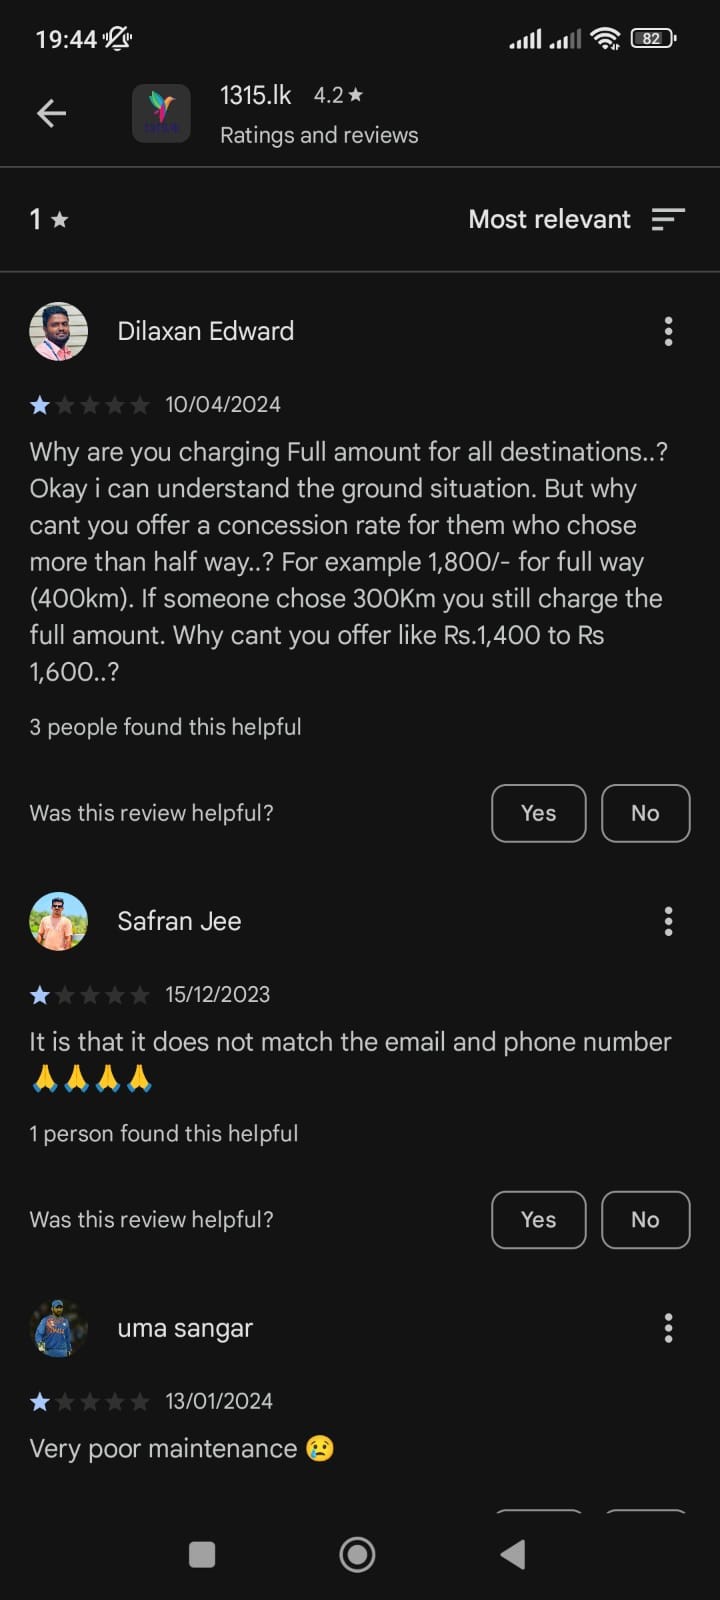 19:44
82
1315.lk 4.2 ★
Ratings and reviews
1 ★
Most relevant
Dilaxan Edward
10/04/2024
Why are you charging Full amount for all destinations..?
Okay i can understand the ground situation. But why
cant you offer a concession rate for them who chose
more than half way..? For example 1,800/- for full way
(400km). If someone chose 300Km you still charge the
full amount. Why cant you offer like Rs.1,400 to Rs
1,600..?
3 people found this helpful
Was this review helpful?
Yes
No
Safran Jee
15/12/2023
It is that it does not match the email and phone number
🙏🙏🙏🙏
1 person found this helpful
Was this review helpful?
Yes
No
uma sangar
13/01/2024
Very poor maintenance 😢